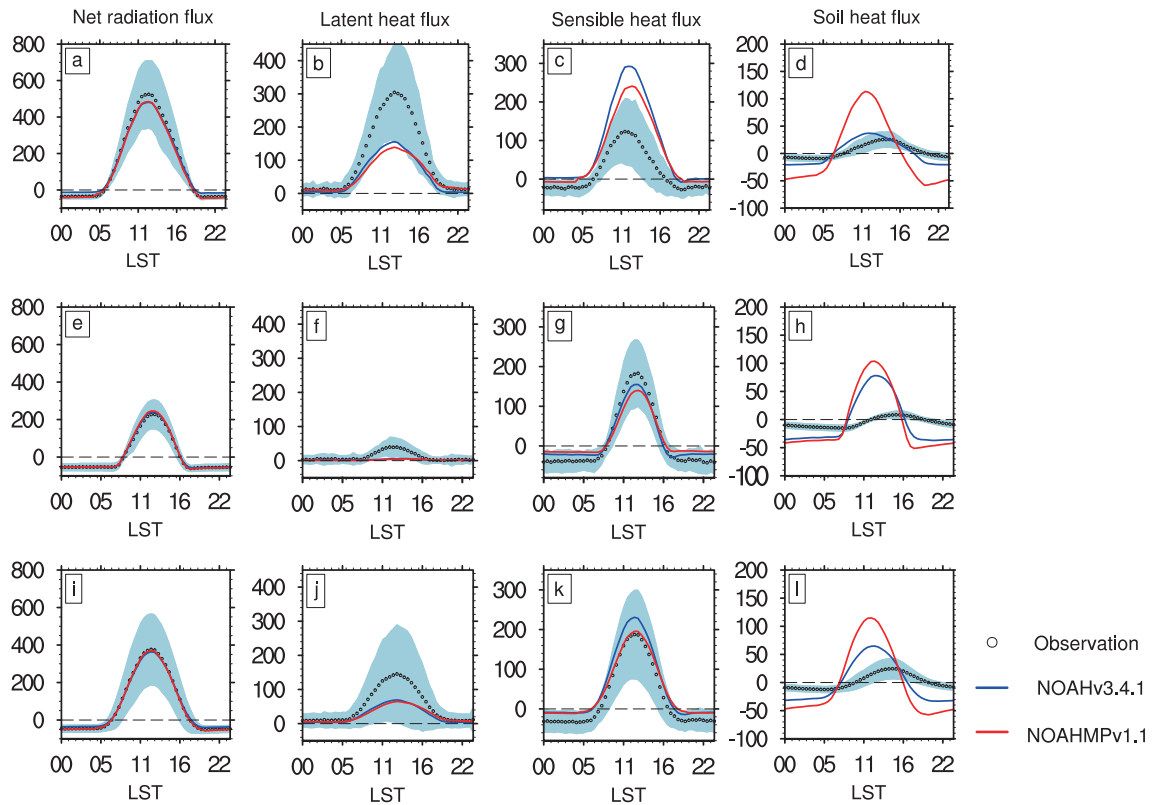 Net radiation flux Latent heat flux Sensible heat flux Soil heat flux
a b c d
800 600 400 200 0
400 300 200 100 0
300 200 100 0
200 150 100 50 0 -50 -100
00 05 11 16 22 00 05 11 16 22 00 05 11 16 22 00 05 11 16 22
LST LST LST LST
e f g h
800 600 400 200 0
400 300 200 100 0
300 200 100 0
200 150 100 50 0 -50 -100
00 05 11 16 22 00 05 11 16 22 00 05 11 16 22 00 05 11 16 22
LST LST LST LST
i j k l
800 600 400 200 0
400 300 200 100 0
300 200 100 0
200 150 100 50 0 -50 -100
00 05 11 16 22 00 05 11 16 22 00 05 11 16 22 00 05 11 16 22
LST LST LST LST
Observation
NOAHv3.4.1
NOAHMPv1.1